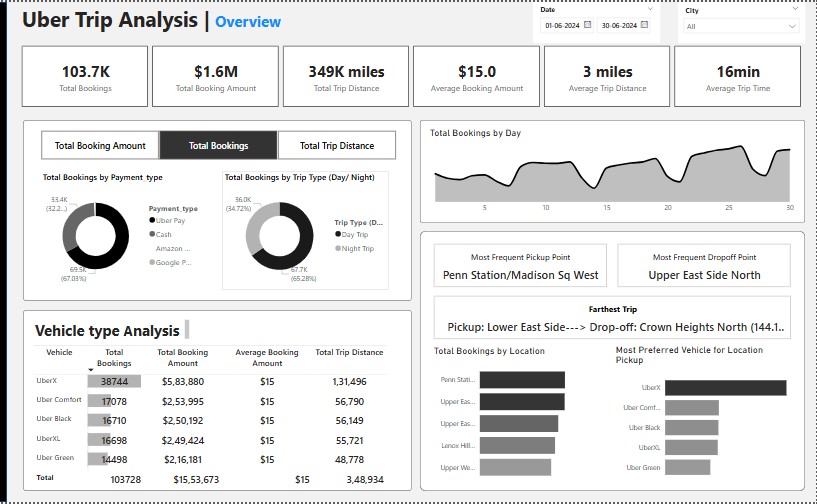 Uber Trip Analysis | Overview
Date
01-06-2024 30-06-2024
City
All
103.7K
Total Bookings
$1.6M
Total Booking Amount
349K miles
Total Trip Distance
$15.0
Average Booking Amount
3 miles
Average Trip Distance
16min
Average Trip Time
Total Booking Amount Total Bookings Total Trip Distance
Total Bookings by Payment_type
33.4K
(32.2...)
69.5K
(67.03%)
Payment_type
Uber Pay
Cash
Amazon ...
Google P...
Total Bookings by Trip Type (Day/ Night)
36.0K
(34.72%)
67.7K
(65.28%)
Trip Type (D...
Day Trip
Night Trip
Total Bookings by Day
5 10 15 20 25 30
Most Frequent Pickup Point
Penn Station/Madison Sq West
Most Frequent Dropoff Point
Upper East Side North
Farthest Trip
Pickup: Lower East Side---> Drop-off: Crown Heights North (144.1..
Vehicle type Analysis
Vehicle Total Bookings Total Booking Amount Average Booking Amount Total Trip Distance
UberX 38744 $5,83,880 $15 1,31,496
Uber Comfort 17078 $2,53,995 $15 56,790
Uber Black 16710 $2,50,192 $15 56,149
UberXL 16698 $2,49,424 $15 55,721
Uber Green 14498 $2,16,181 $15 48,778
Total 103728 $15,53,673 $15 3,48,934
Total Bookings by Location
Penn Stati...
Upper Eas...
Upper Eas...
Lenox Hill...
Upper We...
Most Preferred Vehicle for Location
Pickup
UberX
Uber Comf...
Uber Black
UberXL
Uber Green